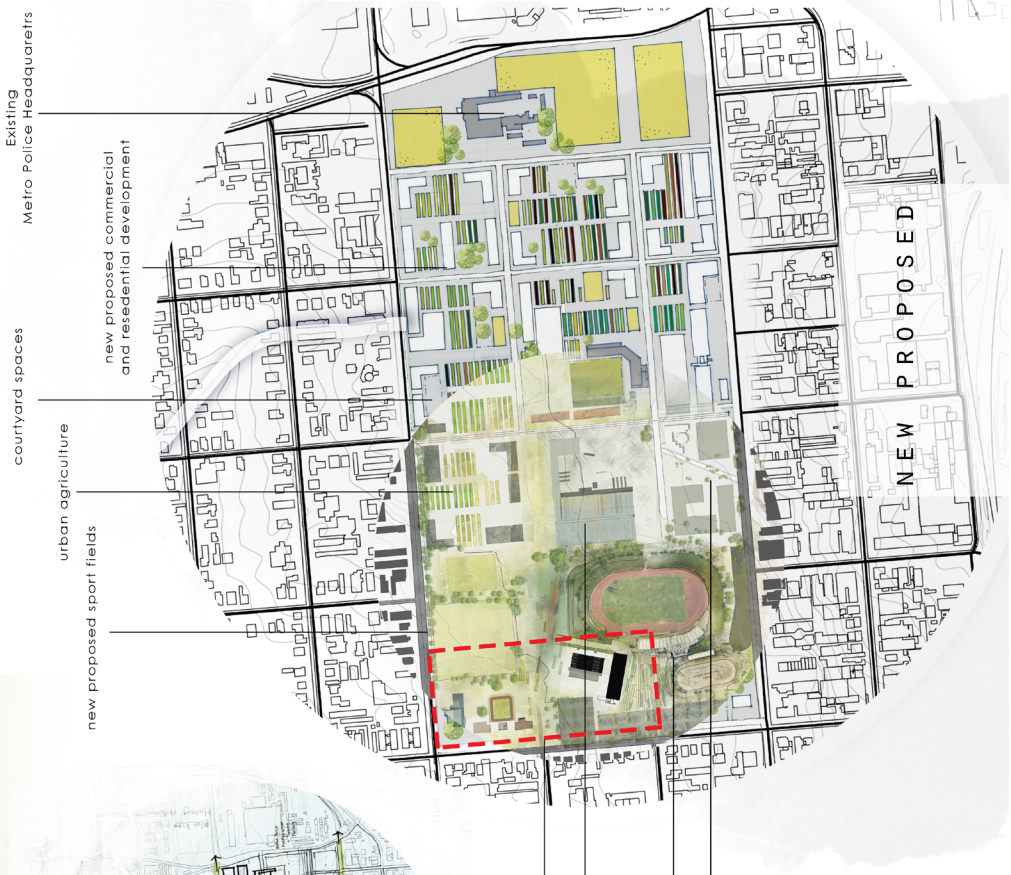 Existing
Metro Police Headquaretrs
new proposed commercial
and resedential development
courtyard spaces
urban agriculture
new proposed sport fields
NEW PROPOSED